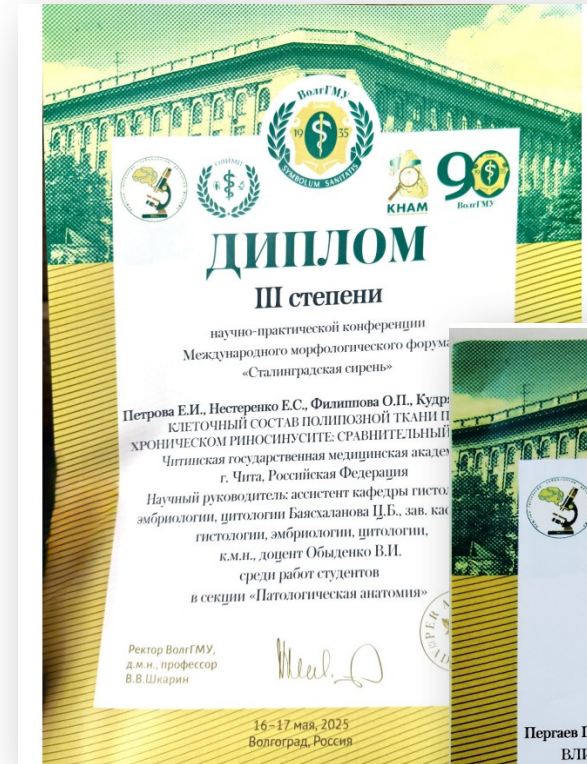 ВолгГМУ
1935
SYMBOLUM SANITATIS
ОЛИМП
КНАМ
90
ВолгГМУ
ДИПЛОМ
III степени
научно-практической конференции
Международного морфологического форума
«Сталинградская сирень»
Петрова Е.И., Нестеренко Е.С., Филиппова О.П.,
КЛЕТОЧНЫЙ СОСТАВ ПОЛИПОЗНОЙ ТКАНИ
ХРОНИЧЕСКОМ РИНОСИНУСИТЕ: СРАВНИТЕЛЬНЫЙ
Читинская государственная медицинская
г. Чита, Российская Федерация
Научный руководитель: ассистент кафедры
эмбриологии, цитологии Баясхаланова Ц.Б., зав.
гистологии, эмбриологии, цитологии,
к.м.н., доцент Обыденко В.И.
среди работ студентов
в секции «Патологическая анатомия»
Ректор ВолгГМУ,
д.м.н., профессор
В.В.Шкарин
16–17 мая, 2025
Волгоград, Россия
Пергаев